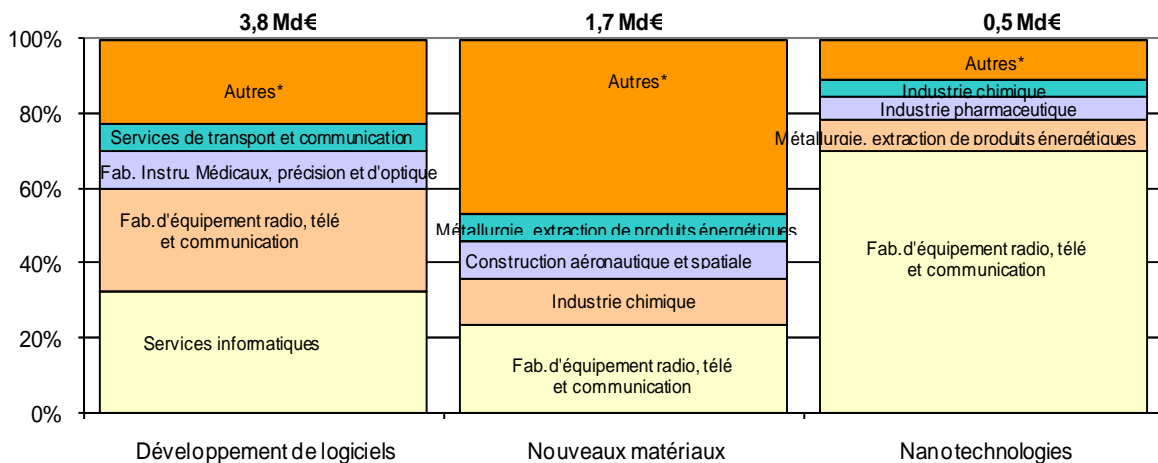 3,8 Md€
1,7 Md€
0,5 Md€
100%
80%
60%
40%
20%
0%
Autres*
Services de transport et communication
Fab. Instru. Médicaux, précision et d'optique
Fab.d'équipement radio, télé
et communication
Services informatiques
Autres*
Métallurgie, extraction de produits énergétiques
Construction aéronautique et spatiale
Industrie chimique
Fab.d'équipement radio, télé
et communication
Autres*
Industrie chimique
Industrie pharmaceutique
Métallurgie, extraction de produits énergétiques
Fab.d'équipement radio, télé
et communication
Développement de logiciels
Nouveaux matériaux
Nanotechnologies